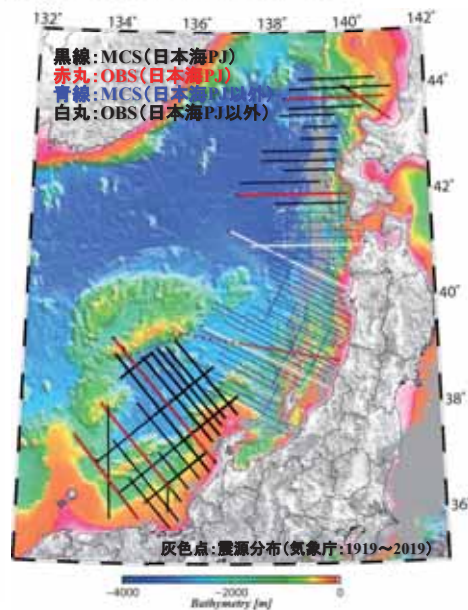 132˚ 134˚ 136˚ 138˚ 140˚ 142˚
黒線:MCS(日本海PJ)
赤丸:OBS(日本海PJ)
青線:MCS(日本海PJ以外)
白丸:OBS(日本海PJ以外)
44˚
42˚
40˚
38˚
36˚
灰色点:震源分布(気象庁:1919~2019)
-4000 -2000 0
Bathymetry [m]